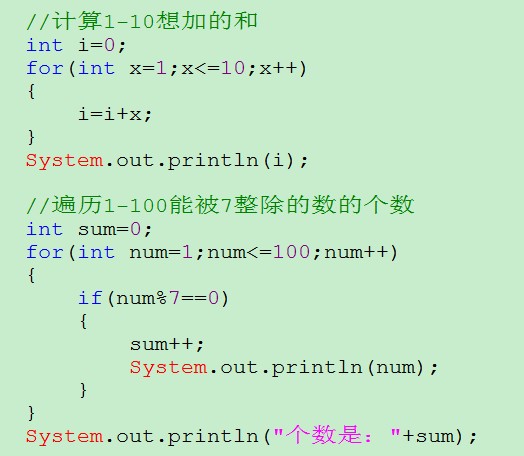 //计算1-10想加的和
int i=0;
for(int x=1;x<=10;x++)
{
    i=i+x;
}
System.out.println(i);
//遍历1-100能被7整除的数的个数
int sum=0;
for(int num=1;num<=100;num++)
{
    if(num%7==0)
    {
        sum++;
        System.out.println(num);
    }
}
System.out.println("个数是："+sum);